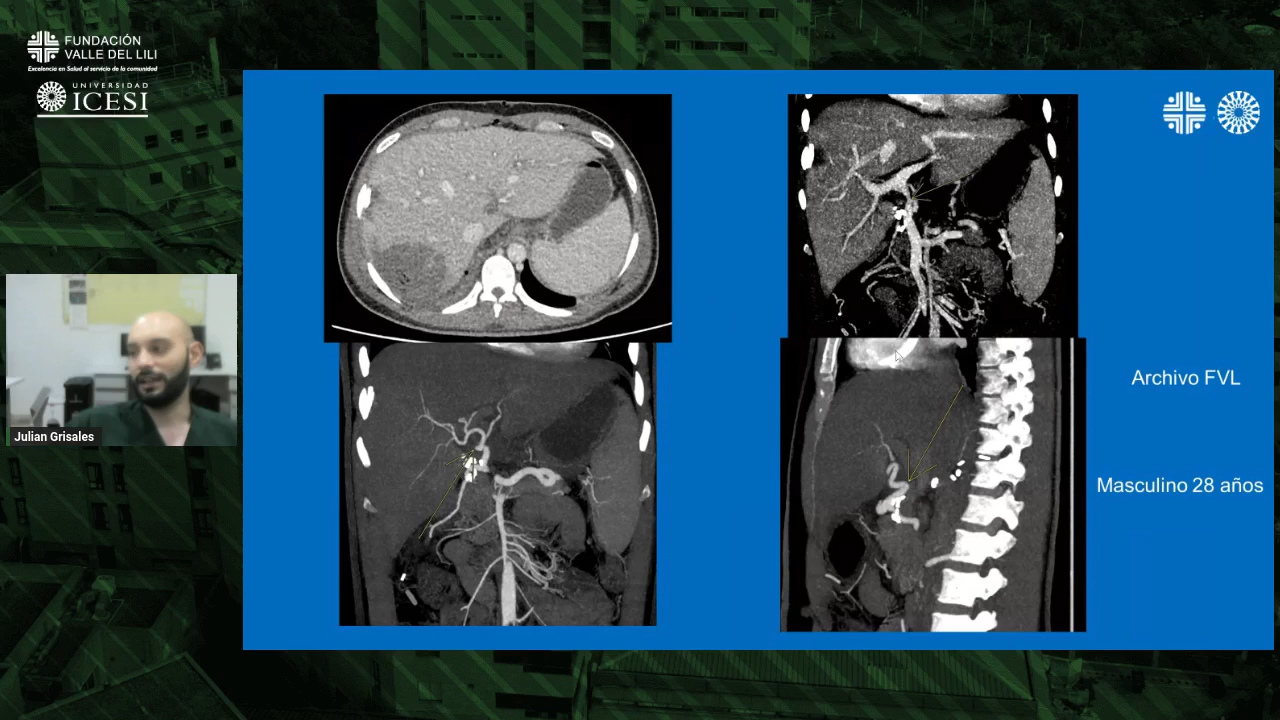 FUNDACIÓN
VALLE DEL LILI
Excelencia en Salud al servicio de la comunidad
UNIVERSIDAD
ICESI
Archivo FVL
Masculino 28 años
Julian Grisales